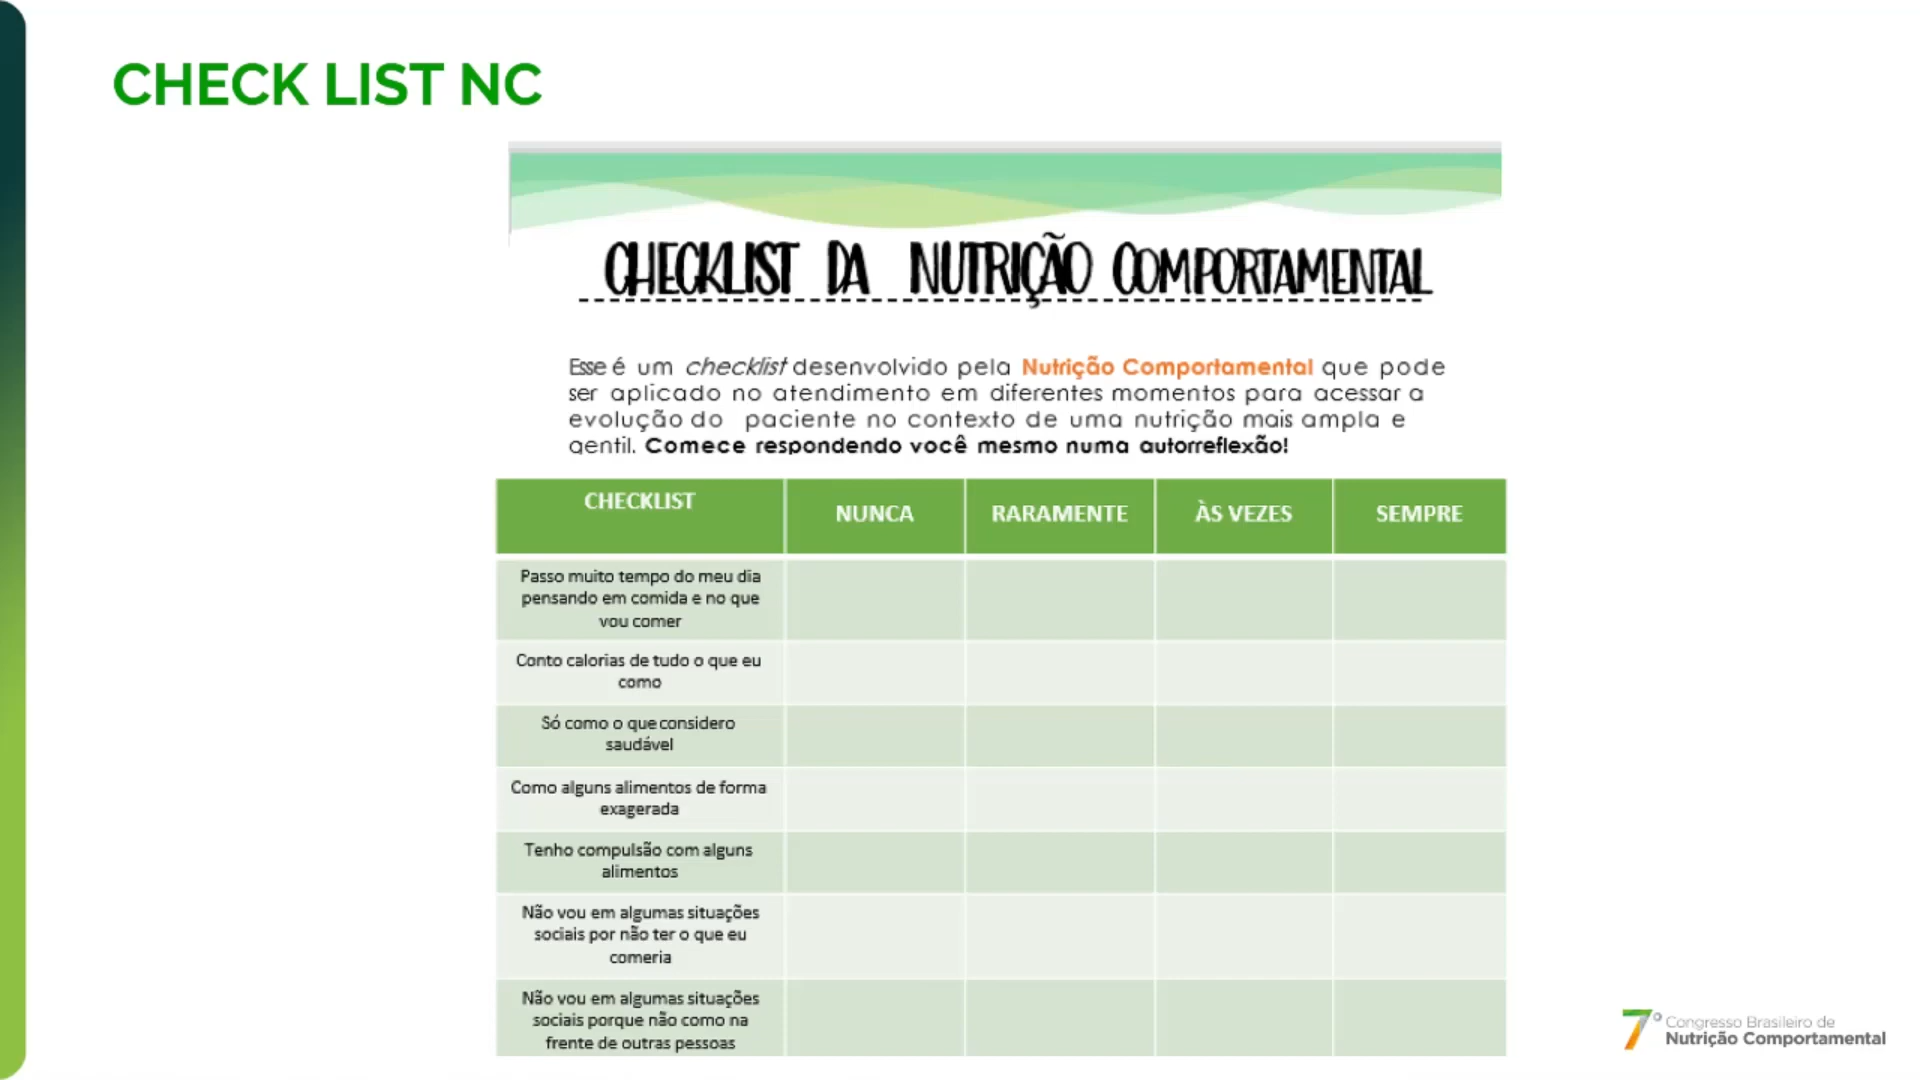 CHECK LIST NC
CHECKLIST DA NUTRIÇÃO COMPORTAMENTAL
Esse é um checklist desenvolvido pela Nutrição Comportamental que pode
ser aplicado no atendimento em diferentes momentos para acessar a
evolução do paciente no contexto de uma nutrição mais ampla e
gentil. Comece respondendo você mesmo numa autorreflexão!
CHECKLIST NUNCA RARAMENTE ÀS VEZES SEMPRE
Passo muito tempo do meu dia
pensando em comida e no que
vou comer
Conto calorias de tudo o que eu
como
Só como o que considero
saudável
Como alguns alimentos de forma
exagerada
Tenho compulsão com alguns
alimentos
Não vou em algumas situações
sociais por não ter o que eu
comeria
Não vou em algumas situações
sociais porque não como na
frente de outras pessoas
7º Congresso Brasileiro de
Nutrição Comportamental